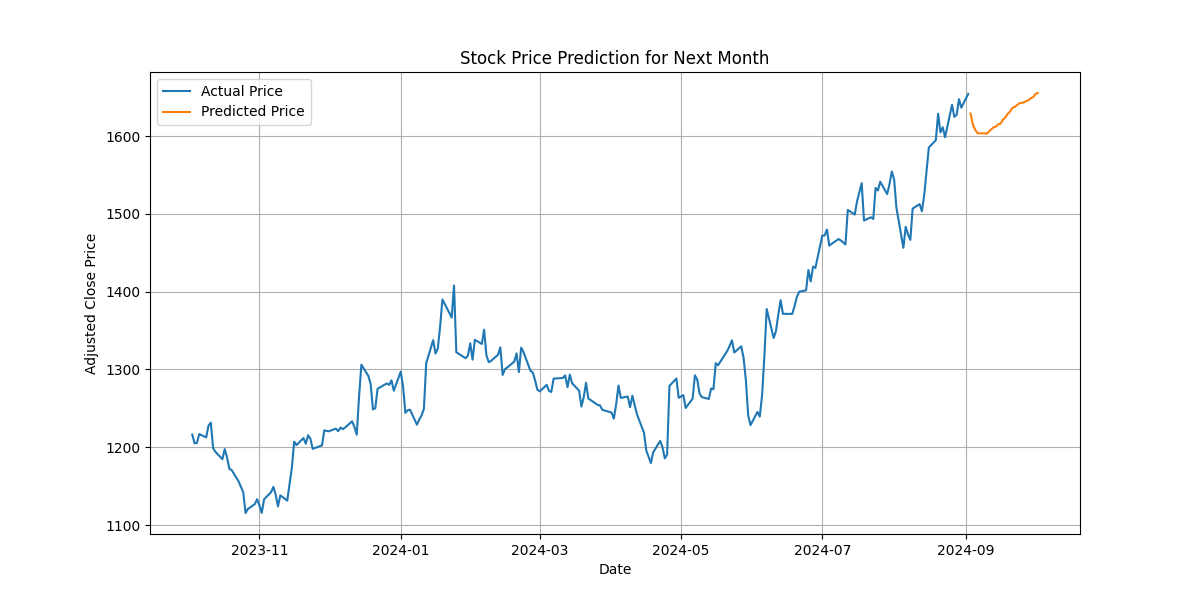 Stock Price Prediction for Next Month
Actual Price
Predicted Price
Adjusted Close Price
1600
1500
1400
1300
1200
1100
2023-11
2024-01
2024-03
2024-05
2024-07
2024-09
Date